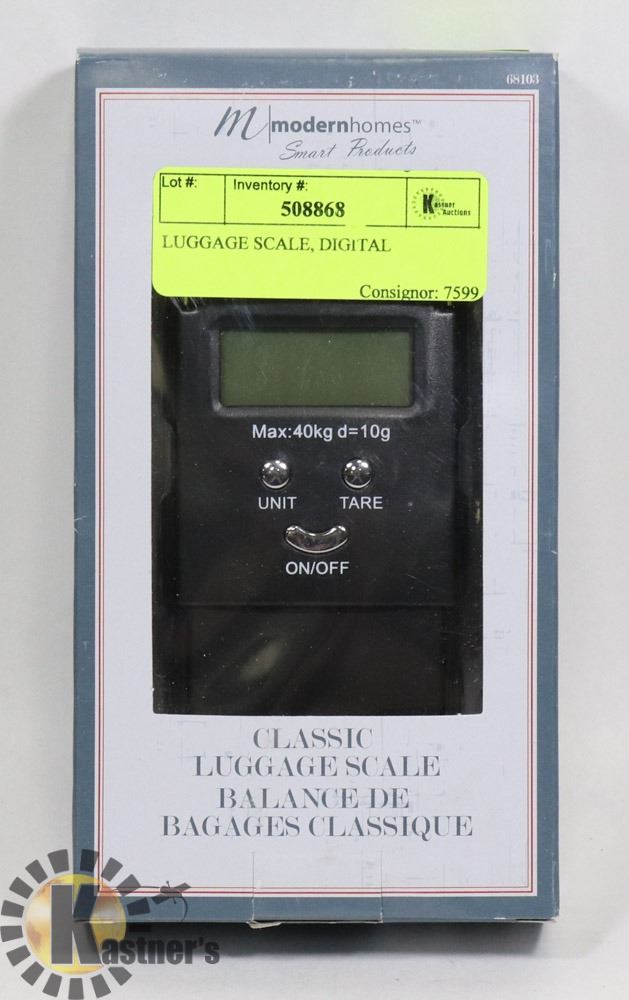 68103
m modernhomes™
Smart Products
Lot #:
Inventory #:
508868
Kastner Auctions
LUGGAGE SCALE, DIGITAL
Consignor: 7599
Max:40kg d=10g
UNIT TARE
ON/OFF
CLASSIC
LUGGAGE SCALE
BALANCE DE
BAGAGES CLASSIQUE
Kastner's